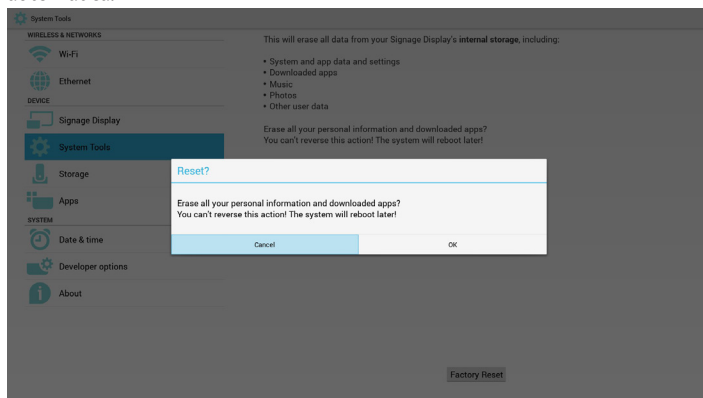 System Tools
WIRELESS & NETWORKS
Wi-Fi
Ethernet
DEVICE
Signage Display
System Tools
Storage
Apps
SYSTEM
Date & time
Developer options
About
This will erase all data from your Signage Display's internal storage, including:
• System and app data and settings
• Downloaded apps
• Music
• Photos
• Other user data
Erase all your personal information and downloaded apps?
You can't reverse this action! The system will reboot later!
Reset?
Erase all your personal information and downloaded apps?
You can't reverse this action! The system will reboot later!
Cancel
OK
Factory Reset